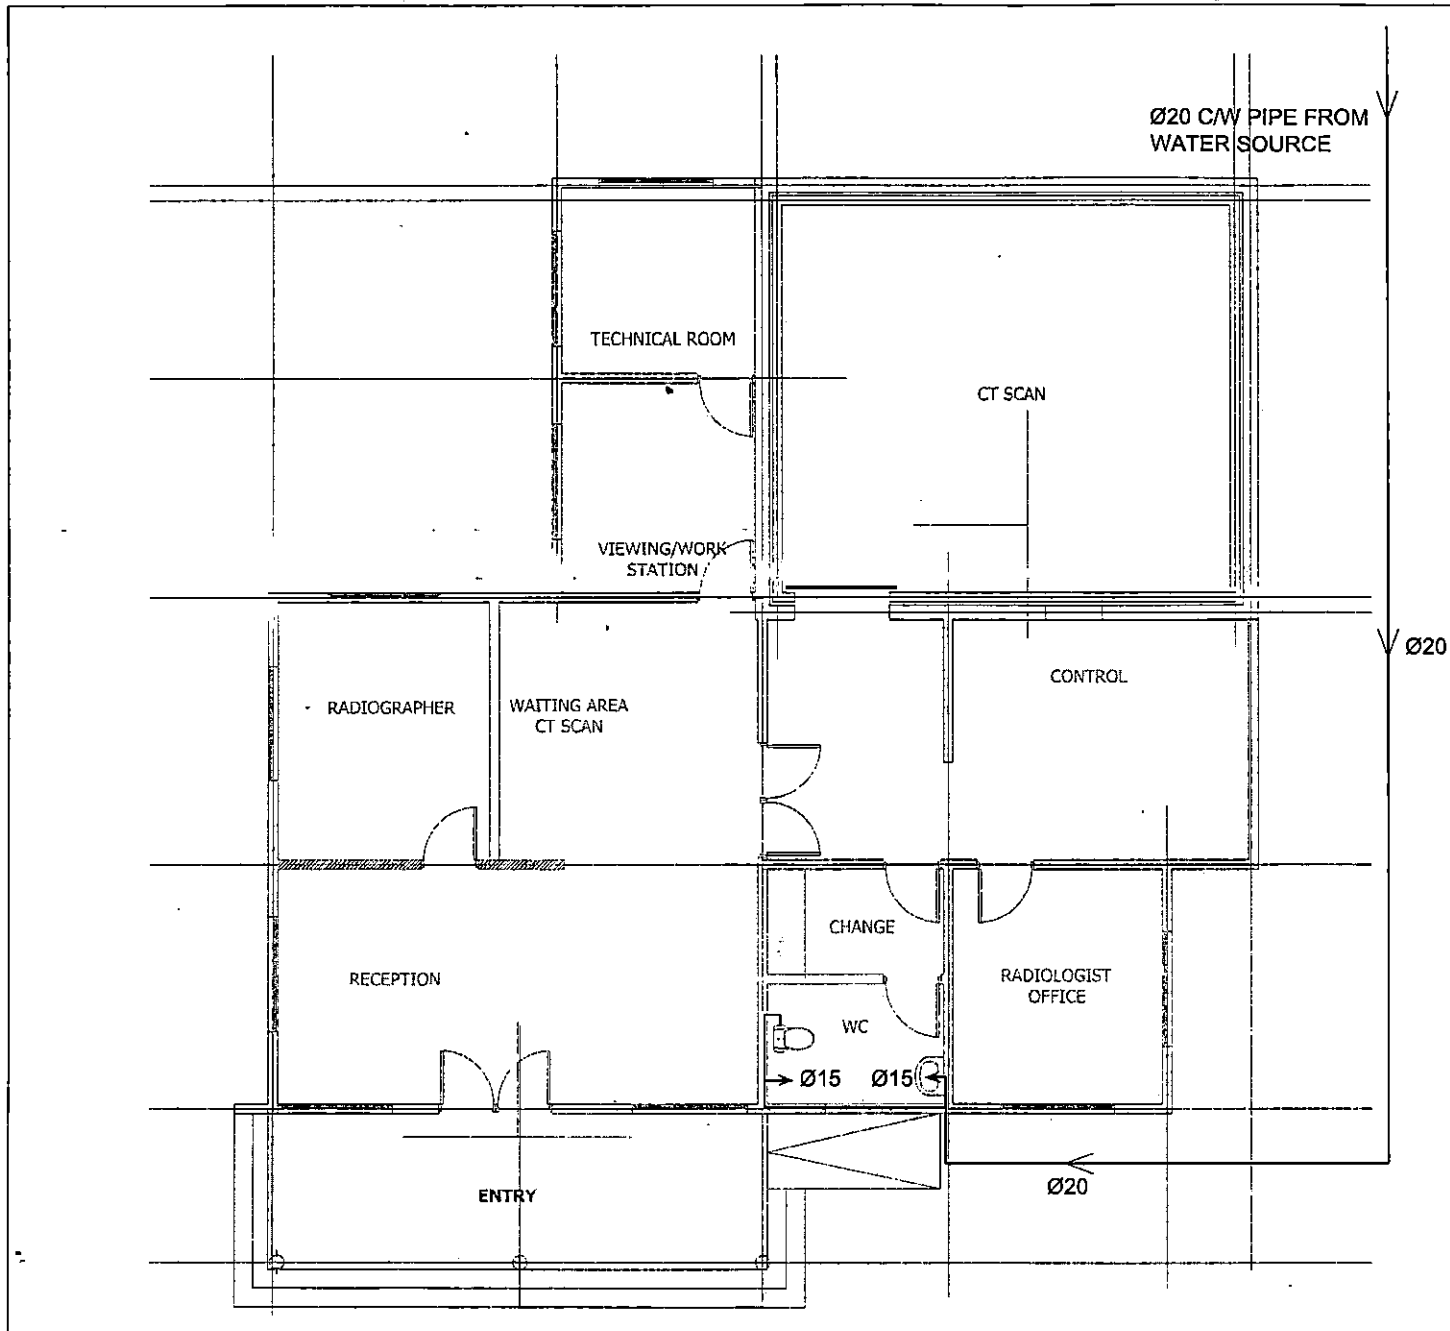 Ø20 C/W PIPE FROM
WATER SOURCE
TECHNICAL ROOM
CT SCAN
VIEWING/WORK
STATION
Ø20
CONTROL
RADIOGRAPHER
WAITING AREA
CT SCAN
CHANGE
RECEPTION
RADIOLOGIST
OFFICE
WC
Ø15
Ø15
Ø20
ENTRY